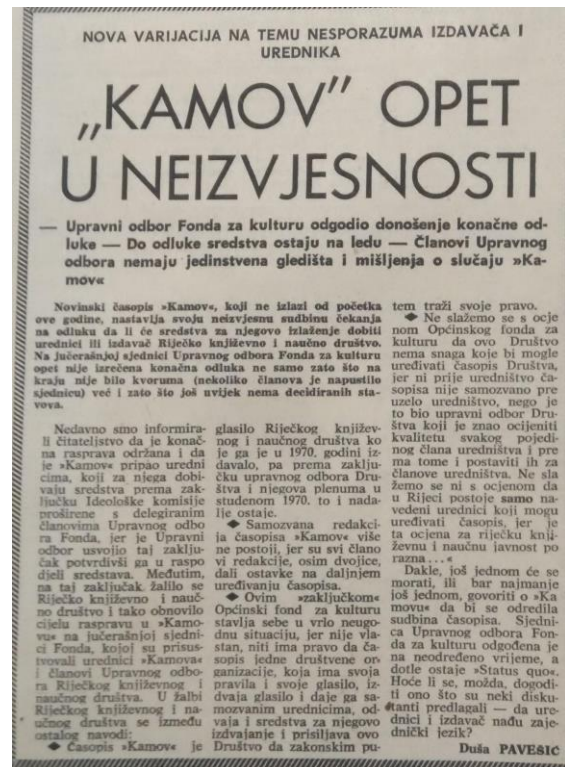 NOVA VARIJACIJA NA TEMU NESPORAZUMA IZDAVAČA I
UREDNIKA
„KAMOV” OPET
U NEIZVJESNOSTI
— Upravni odbor Fonda za kulturu odgodio donošenje konačne od-
luke — Do odluke sredstva ostaju na ledu — Članovi Upravnog
odbora nemaju jedinstvena gledišta i mišljenja o slučaju »Ka-
mov«
Novinski časopis »Kamov«, koji ne izlazi od početka
ove godine, nastavlja svoju neizvjesnu sudbinu čekanja
na odluku da li će sredstva za njegovo izlaženje dobiti
urednici ili izdavač Riječko književno i naučno društvo.
Na jučerašnjoj sjednici Upravnog odbora Fonda za kulturu
opet nije izrečena konačna odluka ne samo zato što na
kraju nije bilo kvoruma (nekoliko članova je napustilo
sjednicu) već i zato što još uvijek nema decidiranih sta-
vova.
Nedavno smo informira-
li čitateljstvo da je konač-
na rasprava održana i da
je »Kamov« pripao uredni
cima, koji za njega dobi-
vaju sredstva prema zak-
ljučku Ideološke komisije
proširene s delegiranim
članovima Upravnog odbo
ra Fonda, jer je Upravni
odbor usvojio taj zaklju-
čak potvrdivši ga u raspo
djeli sredstava. Međutim,
na taj zaključak žalilo se
Riječko književno i nauč-
no društvo i tako obnovilo
cijelu raspravu u »Kamo-
vu« na jučerašnjoj sjedni-
ci Fonda, kojoj su prisus-
tvovali urednici »Kamova«
i članovi Upravnog odbo-
ra Riječkog književnog i
naučnog društva. U žalbi
Riječkog književnog i na-
učnog društva se između
ostalog navodi:
◆ Časopis »Kamov« je
glasilo Riječkog književ-
nog i naučnog društva ko
je ga je u 1970. godini iz-
davalo, pa prema zaklju-
čku upravnog odbora Dru-
štva i njegova plenuma u
studenom 1970. to i nada-
lje ostaje.
◆ Samozvana redakci-
ja časopisa »Kamov« više
ne postoji, jer su svi člano
vi redakcije, osim dvojice,
dali ostavke na daljnjem
uređivanju časopisa.
◆ Ovim »zaključkom«
Općinski fond za kulturu
stavlja sebe u vrlo neugo-
dnu situaciju, jer nije vla-
stan, niti ima pravo da ča-
sopis jedne društvene or-
ganizacije, koja ima svoja
pravila i svoje glasilo, iz-
dvaja glasilo i daje ga sa-
mozvanim urednicima, od-
vaja i sredstva za njegovo
izdvajanje i prisiljava ovo
Društvo da zakonskim pu-
tem traži svoje pravo.
◆ Ne slažemo se s ocje
nom Općinskog fonda za
kulturu da ovo Društvo
nema snaga koje bi mogle
uređivati časopis Društva,
jer ni prije uredništvo ča-
sopisa nije samozvano pre
uzelo uredništvo, nego je
to bio upravni odbor Dru-
štva koji je znao ocijeniti
kvalitetu svakog pojedi-
nog člana uredništva i pre
ma tome i postaviti ih za
članove uredništva. Ne sla
žemo se ni s ocjenom da
u Rijeci postoje samo na-
vedeni urednici koji mogu
uređivati časopis, jer je
ta ocjena za riječku knji-
ževnu i naučnu javnost po
razna...«
Dakle, još jednom će se
morati, ili bar najmanje
još jednom, govoriti o »Ka
movu« da bi se odredila
sudbina časopisa. Sjedni-
ca Upravnog odbora Fon-
da za kulturu odgođena je
na neodređeno vrijeme, a
dotle ostaje »Status quo«.
Hoće li se, možda, dogodi-
ti ono što su neki disku-
tanti predlagali — da ure-
dnici i izdavač nađu zaje-
dnički jezik?
Duša PAVEŠIĆ